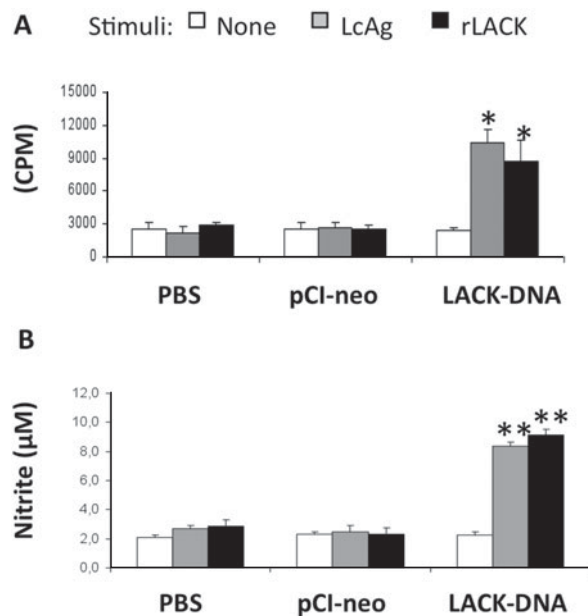 A Stimuli: None LcAg rLACK
(CPM)
15000
12000
9000
6000
3000
0
* *
PBS pCI-neo LACK-DNA
B
Nitrite (µM)
12,0
10,0
8,0
6,0
4,0
2,0
0,0
** **
PBS pCI-neo LACK-DNA